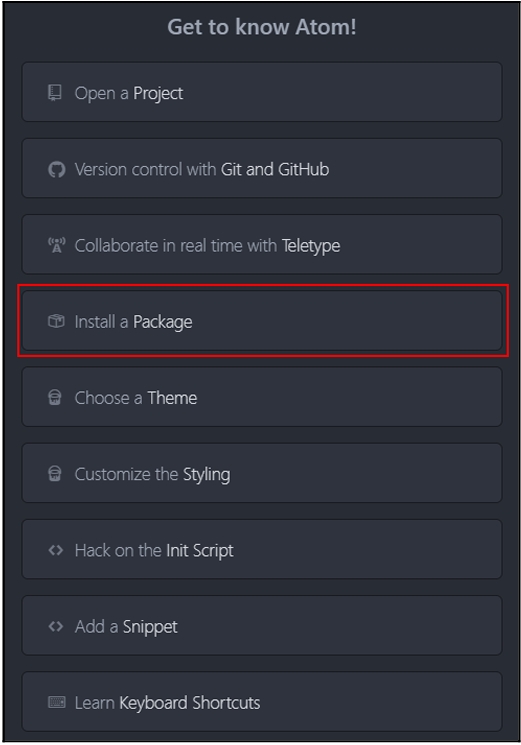 Get to know Atom!
Open a Project
Version control with Git and GitHub
Collaborate in real time with Teletype
Install a Package
Choose a Theme
Customize the Styling
Hack on the Init Script
Add a Snippet
Learn Keyboard Shortcuts